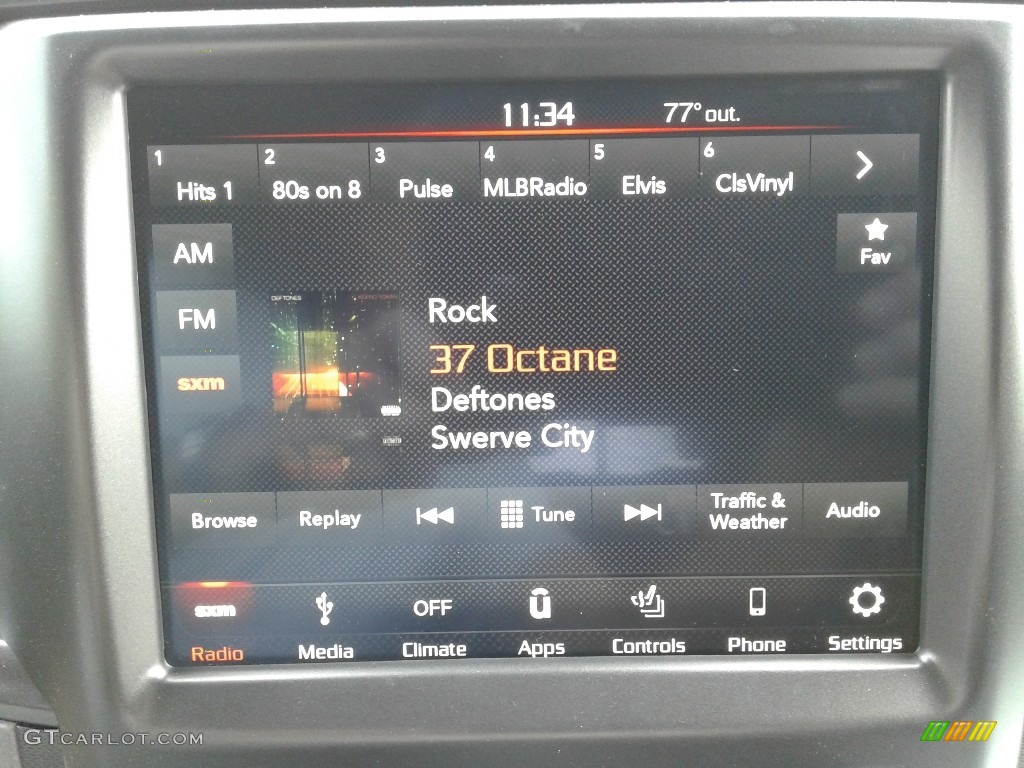 11:34 77° out.
1 2 3 4 5 6
Hits 1 80s on 8 Pulse MLBRadio Elvis ClsVinyl
AM
Fav
FM
sxm
DEFTONES
Rock
37 Octane
Deftones
Swerve City
Browse Replay Tune Traffic & Weather Audio
sxm OFF ū
Radio Media Climate Apps Controls Phone Settings
GTCARLOT.COM